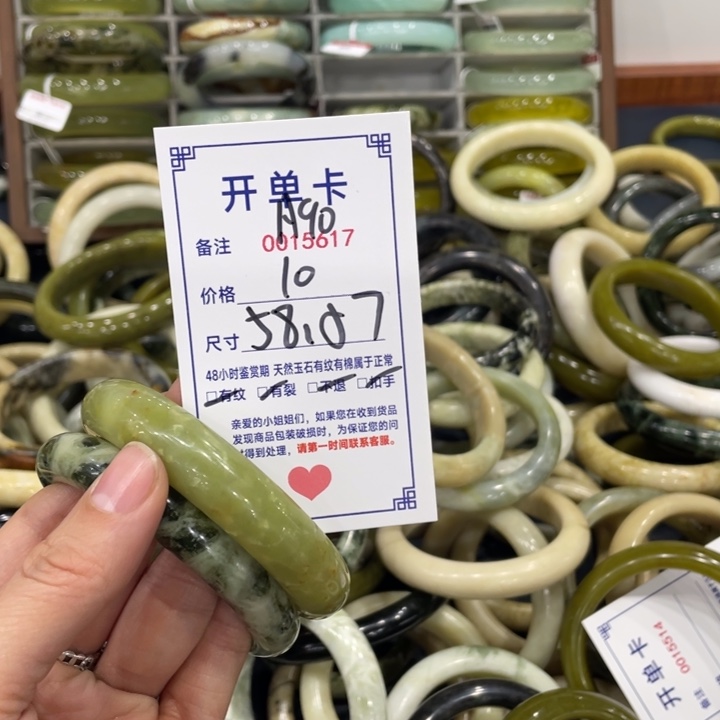 开单卡
A90
备注 0015617
10
价格
尺寸 58.07
48小时鉴赏期 天然玉石有纹有棉属于正常
□有纹 □有裂 □不退 □扣手
亲爱的小姐姐们,如果您在收到货品
发现商品包装破损时,为保证您的问
得到处理,请第一时间联系客服。
开单卡
0015514
备注